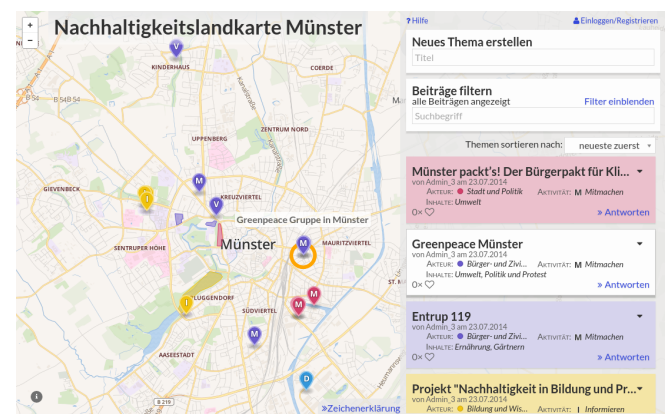 Nachhaltigkeitslandkarte Münster
+
−
V
KINDERHAUS
COERDE
B 54
B 54 B 54
Kanalstraße
UPPENBERG
ZENTRUM NORD
M
GIEVENBECK
I
V
KREUZVIERTEL
Greenpeace Gruppe in Münster
SENTRUPER HÖHE
Münster
M
MAURITZVIERTEL
I
PLUGGENDORF
M
M
SÜDVIERTEL
M
AASEESTADT
D
B 219
»Zeichenerklärung
? Hilfe
Einloggen/Registrieren
Neues Thema erstellen
Titel
Beiträge filtern
alle Beiträgen angezeigt
Filter einblenden
Suchbegriff
Themen sortieren nach: neueste zuerst
Münster packt's! Der Bürgerpakt für Kli...
von Admin_3 am 23.07.2014
AKTEUR: Stadt und Politik AKTIVITÄT: M Mitmachen
INHALTE: Umwelt
0×
» Antworten
Greenpeace Münster
von Admin_3 am 23.07.2014
AKTEUR: Bürger- und Zivi... AKTIVITÄT: M Mitmachen
INHALTE: Umwelt, Politik und Protest
0×
» Antworten
Entrup 119
von Admin_3 am 23.07.2014
AKTEUR: Bürger- und Zivi... AKTIVITÄT: M Mitmachen
INHALTE: Ernährung, Gärtnern
0×
» Antworten
Projekt "Nachhaltigkeit in Bildung und Pr...
von Admin_3 am 23.07.2014
AKTEUR: Bildung und Wis... AKTIVITÄT: I Informieren